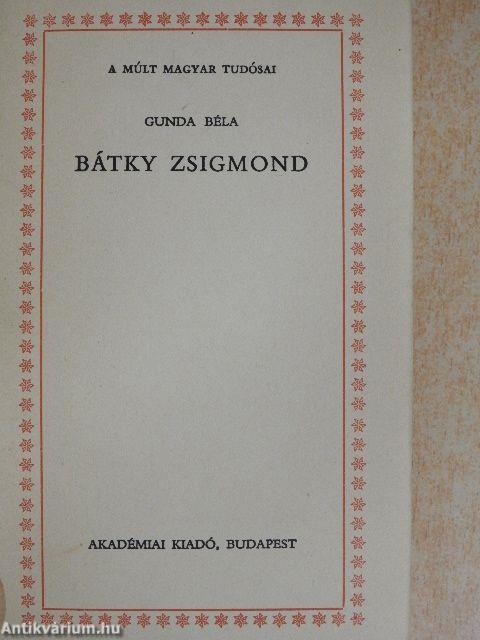 A MÚLT MAGYAR TUDÓSAI
GUNDA BÉLA
BÁTKY ZSIGMOND
AKADÉMIAI KIADÓ, BUDAPEST
Antikvarium.hu